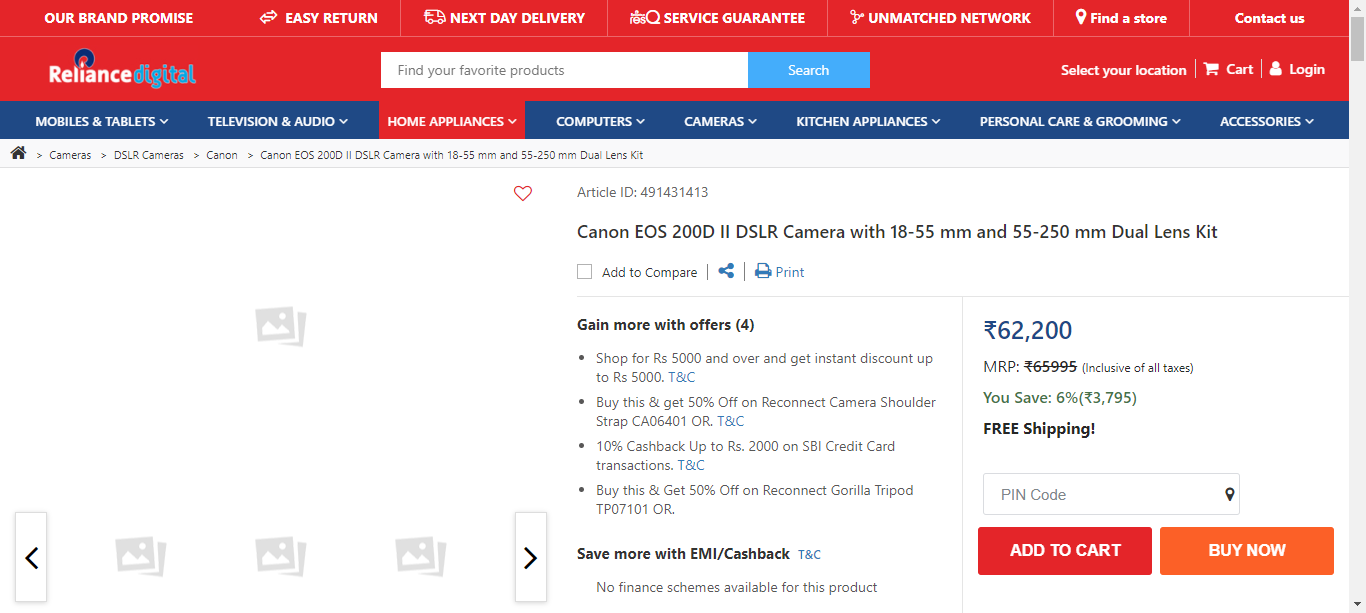 OUR BRAND PROMISE
EASY RETURN
NEXT DAY DELIVERY
resQ SERVICE GUARANTEE
UNMATCHED NETWORK
Find a store
Contact us
Reliance digital
Find your favorite products
Search
Select your location
Cart
Login
MOBILES & TABLETS
TELEVISION & AUDIO
HOME APPLIANCES
COMPUTERS
CAMERAS
KITCHEN APPLIANCES
PERSONAL CARE & GROOMING
ACCESSORIES
> Cameras > DSLR Cameras > Canon > Canon EOS 200D II DSLR Camera with 18-55 mm and 55-250 mm Dual Lens Kit
Article ID: 491431413
Canon EOS 200D II DSLR Camera with 18-55 mm and 55-250 mm Dual Lens Kit
Add to Compare
Print
Gain more with offers (4)
• Shop for Rs 5000 and over and get instant discount up
to Rs 5000. T&C
• Buy this & get 50% Off on Reconnect Camera Shoulder
Strap CA06401 OR. T&C
• 10% Cashback Up to Rs. 2000 on SBI Credit Card
transactions. T&C
• Buy this & Get 50% Off on Reconnect Gorilla Tripod
TP07101 OR.
Save more with EMI/Cashback T&C
No finance schemes available for this product
₹62,200
MRP: ₹65995 (Inclusive of all taxes)
You Save: 6%(₹3,795)
FREE Shipping!
PIN Code
ADD TO CART
BUY NOW